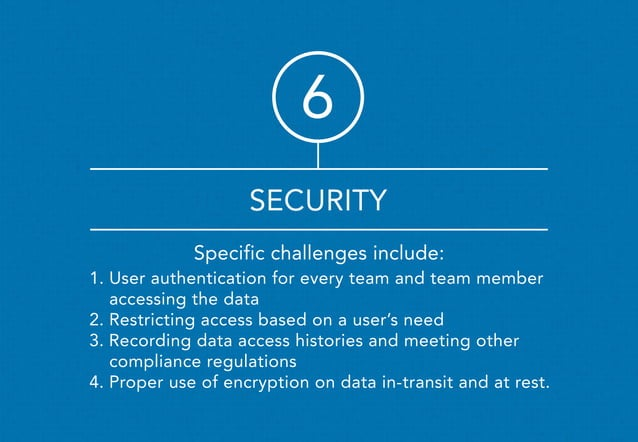 6
SECURITY
Specific challenges include:
1. User authentication for every team and team member
accessing the data
2. Restricting access based on a user’s need
3. Recording data access histories and meeting other
compliance regulations
4. Proper use of encryption on data in-transit and at rest.